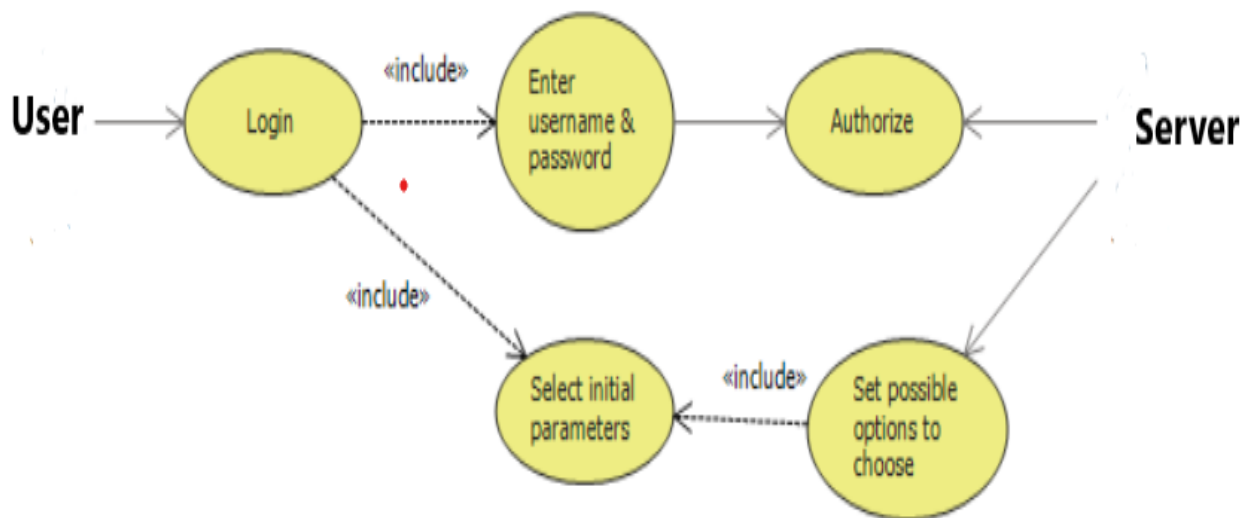 «include»
Enter
username &
password
User
Login
Authorize
Server
«include»
Select initial
parameters
«include»
Set possible
options to
choose